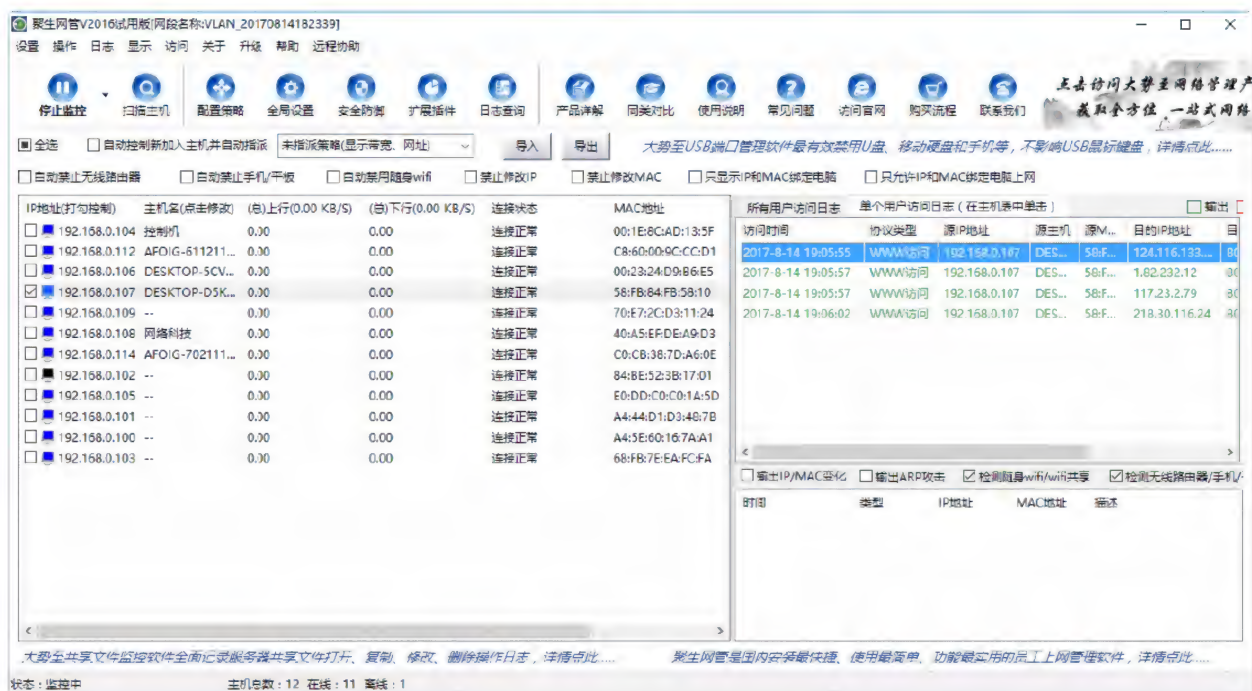 聚生网管V2016试用版[网段名称:VLAN_20170814182339]
设置 操作 日志 显示 访问 关于 升级 帮助 远程协助
停止监控 扫描主机 配置策略 全局设置 安全防御 扩展插件 日志查询 产品详解 同类对比 使用说明 常见问题 访问官网 购买流程 联系我们
点击访问大势至网络管理产
获取全方位、一站式网络
全选 自动控制新加入主机并自动指派 未指派策略(显示带宽、网址) 导入 导出 大势至USB端口管理软件最有效禁用U盘、移动硬盘和手机等，不影响USB鼠标键盘，详情点此......
自动禁止无线路由器 自动禁止手机/平板 自动禁用随身wifi 禁止修改IP 禁止修改MAC 只显示IP和MAC绑定电脑 只允许IP和MAC绑定电脑上网
IP地址(打勾控制) 主机名(点击修改) (总)上行(0.00 KB/S) (总)下行(0.00 KB/S) 连接状态 MAC地址
192.168.0.104 控制机 0.00 0.00 连接正常 00:1E:8C:AD:13:5F
192.168.0.112 AFOIG-611211... 0.00 0.00 连接正常 C8:60:00:9C:CC:D1
192.168.0.106 DESKTOP-5CV... 0.00 0.00 连接正常 00:23:24:D9:B6:E5
192.168.0.107 DESKTOP-D5K... 0.00 0.00 连接正常 58:FB:84:FB:58:10
192.168.0.109 -- 0.00 0.00 连接正常 70:E7:2C:D3:11:24
192.168.0.108 网络科技 0.00 0.00 连接正常 40:A5:EF:DE:A9:D3
192.168.0.114 AFOIG-702111... 0.00 0.00 连接正常 C0:CB:38:7D:A6:0E
192.168.0.102 -- 0.00 0.00 连接正常 84:BE:52:3B:17:01
192.168.0.105 -- 0.00 0.00 连接正常 E0:DD:C0:C0:1A:5D
192.168.0.101 -- 0.00 0.00 连接正常 A4:44:D1:D3:48:7B
192.168.0.100 -- 0.00 0.00 连接正常 A4:5E:60:16:7A:A1
192.168.0.103 -- 0.00 0.00 连接正常 68:FB:7E:EA:FC:FA
所有用户访问日志 单个用户访问日志(在主机表中单击) 输出
访问时间 协议类型 源IP地址 源主机 源M... 目的IP地址 目
2017-8-14 19:05:55 WWW访问 192.168.0.107 DES... 58:F... 124.116.133.... 80
2017-8-14 19:05:57 WWW访问 192.168.0.107 DES... 58:F... 1.82.232.12 80
2017-8-14 19:05:57 WWW访问 192.168.0.107 DES... 58:F... 117.23.2.79 80
2017-8-14 19:06:02 WWW访问 192.168.0.107 DES... 58:F... 218.30.116.24 80
输出IP/MAC变化 输出ARP攻击 检测随身wifi/wifi共享 检测无线路由器/手机/
时间 类型 IP地址 MAC地址 描述
大势至共享文件监控软件全面记录服务器共享文件打开、复制、修改、删除操作日志，详情点此.....
聚生网管是国内安装最快捷、使用最简单、功能最实用的员工上网管理软件，详情点此.....
状态：监控中 主机总数：12 在线：11 离线：1